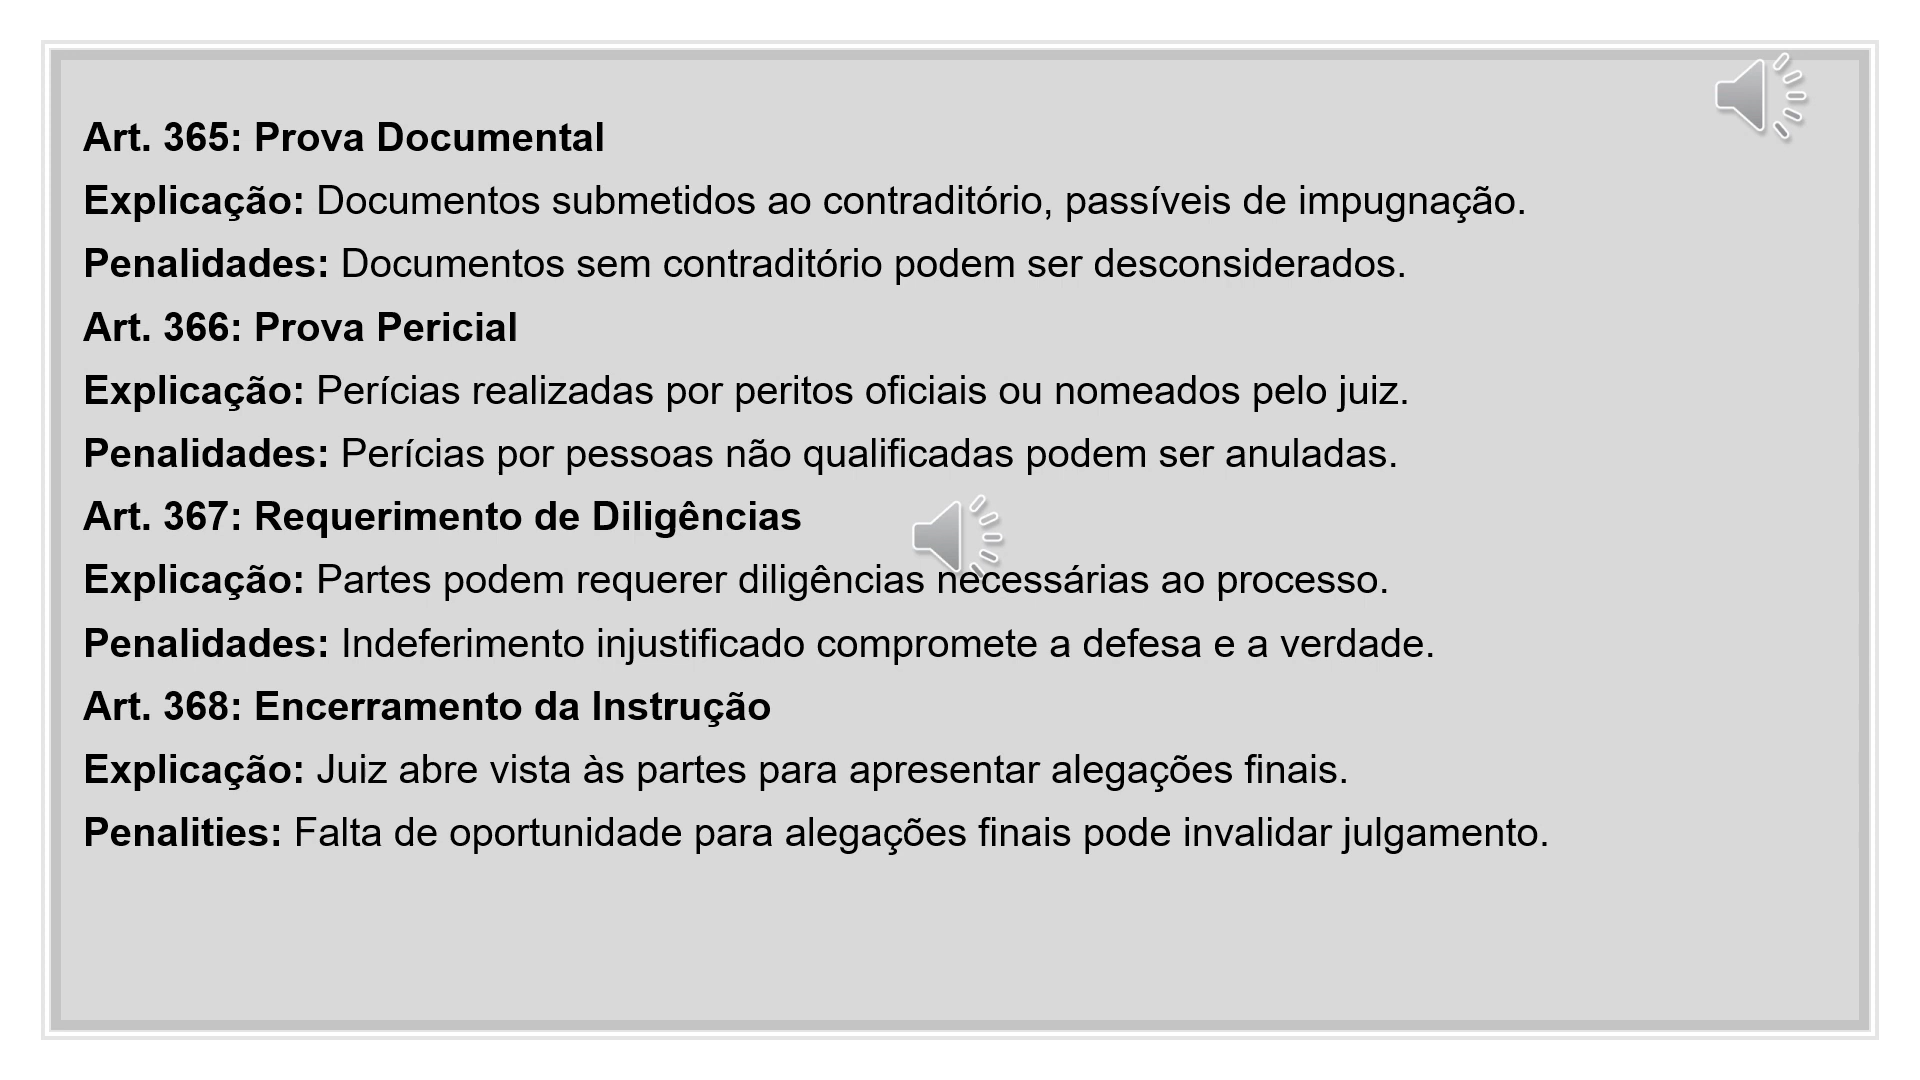 Art. 365: Prova Documental
Explicação: Documentos submetidos ao contraditório, passíveis de impugnação.
Penalidades: Documentos sem contraditório podem ser desconsiderados.
Art. 366: Prova Pericial
Explicação: Perícias realizadas por peritos oficiais ou nomeados pelo juiz.
Penalidades: Perícias por pessoas não qualificadas podem ser anuladas.
Art. 367: Requerimento de Diligências
Explicação: Partes podem requerer diligências necessárias ao processo.
Penalidades: Indeferimento injustificado compromete a defesa e a verdade.
Art. 368: Encerramento da Instrução
Explicação: Juiz abre vista às partes para apresentar alegações finais.
Penalities: Falta de oportunidade para alegações finais pode invalidar julgamento.